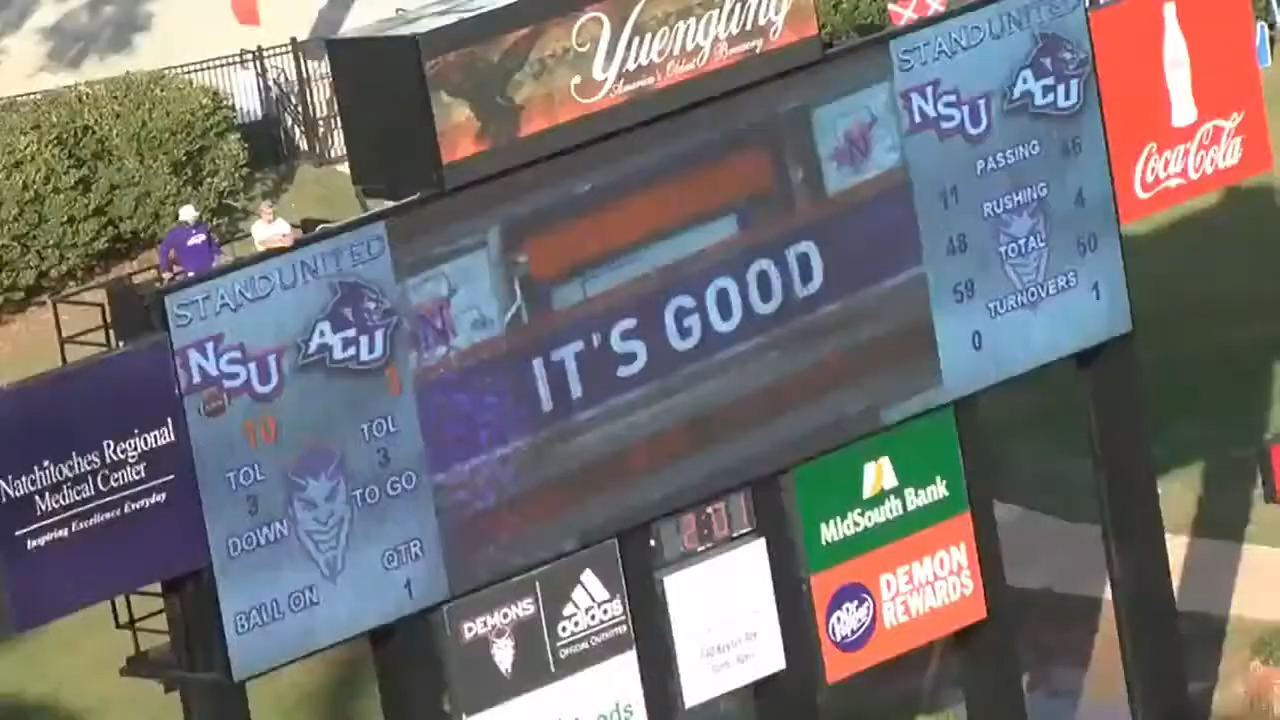 Yuengling
America's Oldest Brewery
STANDUNITED
NSU ACU
PASSING
11 46
RUSHING
48 4
TOTAL
59 50
TURNOVERS
0 1
Coca-Cola
STANDUNITED
NSU ACU
10
TOL TOL
3 3
DOWN TO GO
BALL ON QTR
1
IT'S GOOD
N
Natchitoches Regional
Medical Center
Inspiring Excellence Everyday
2:01
DEMONS
adidas
OFFICIAL OUTFITTER
MidSouth Bank
Dr Pepper
DEMON
REWARDS